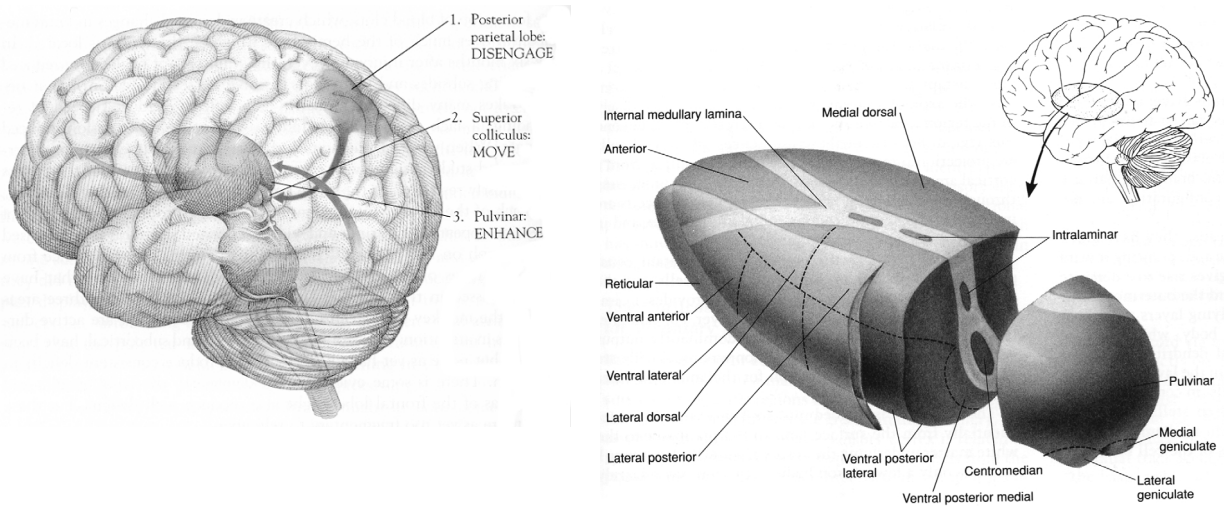 1. Posterior
parietal lobe:
DISENGAGE
2. Superior
colliculus:
MOVE
3. Pulvinar:
ENHANCE
Internal medullary lamina
Medial dorsal
Anterior
Intralaminar
Reticular
Ventral anterior
Ventral lateral
Pulvinar
Lateral dorsal
Lateral posterior
Ventral posterior
lateral
Centromedian
Ventral posterior medial
Medial
geniculate
Lateral
geniculate